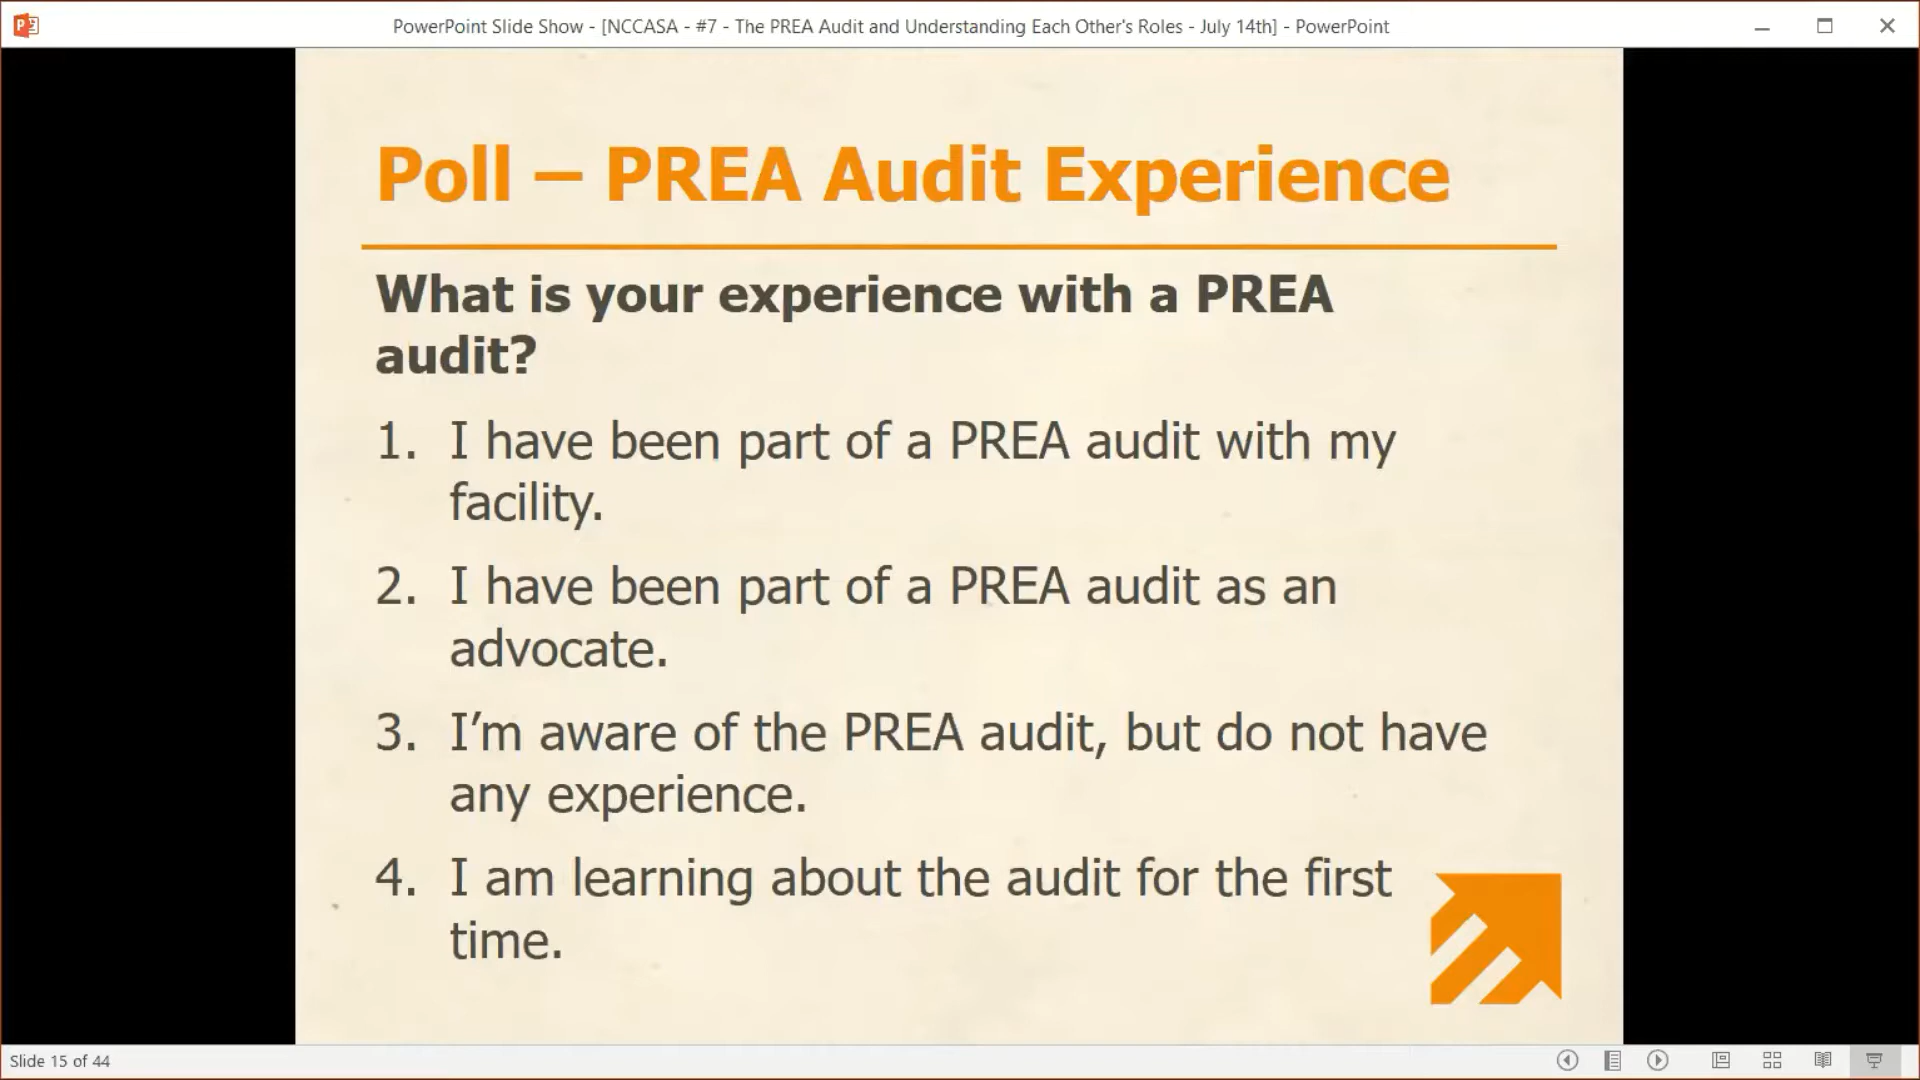 PowerPoint Slide Show - [NCCASA - #7 - The PREA Audit and Understanding Each Other's Roles - July 14th] - PowerPoint
Poll – PREA Audit Experience
What is your experience with a PREA
audit?
1. I have been part of a PREA audit with my
facility.
2. I have been part of a PREA audit as an
advocate.
3. I’m aware of the PREA audit, but do not have
any experience.
4. I am learning about the audit for the first
time.
Slide 15 of 44